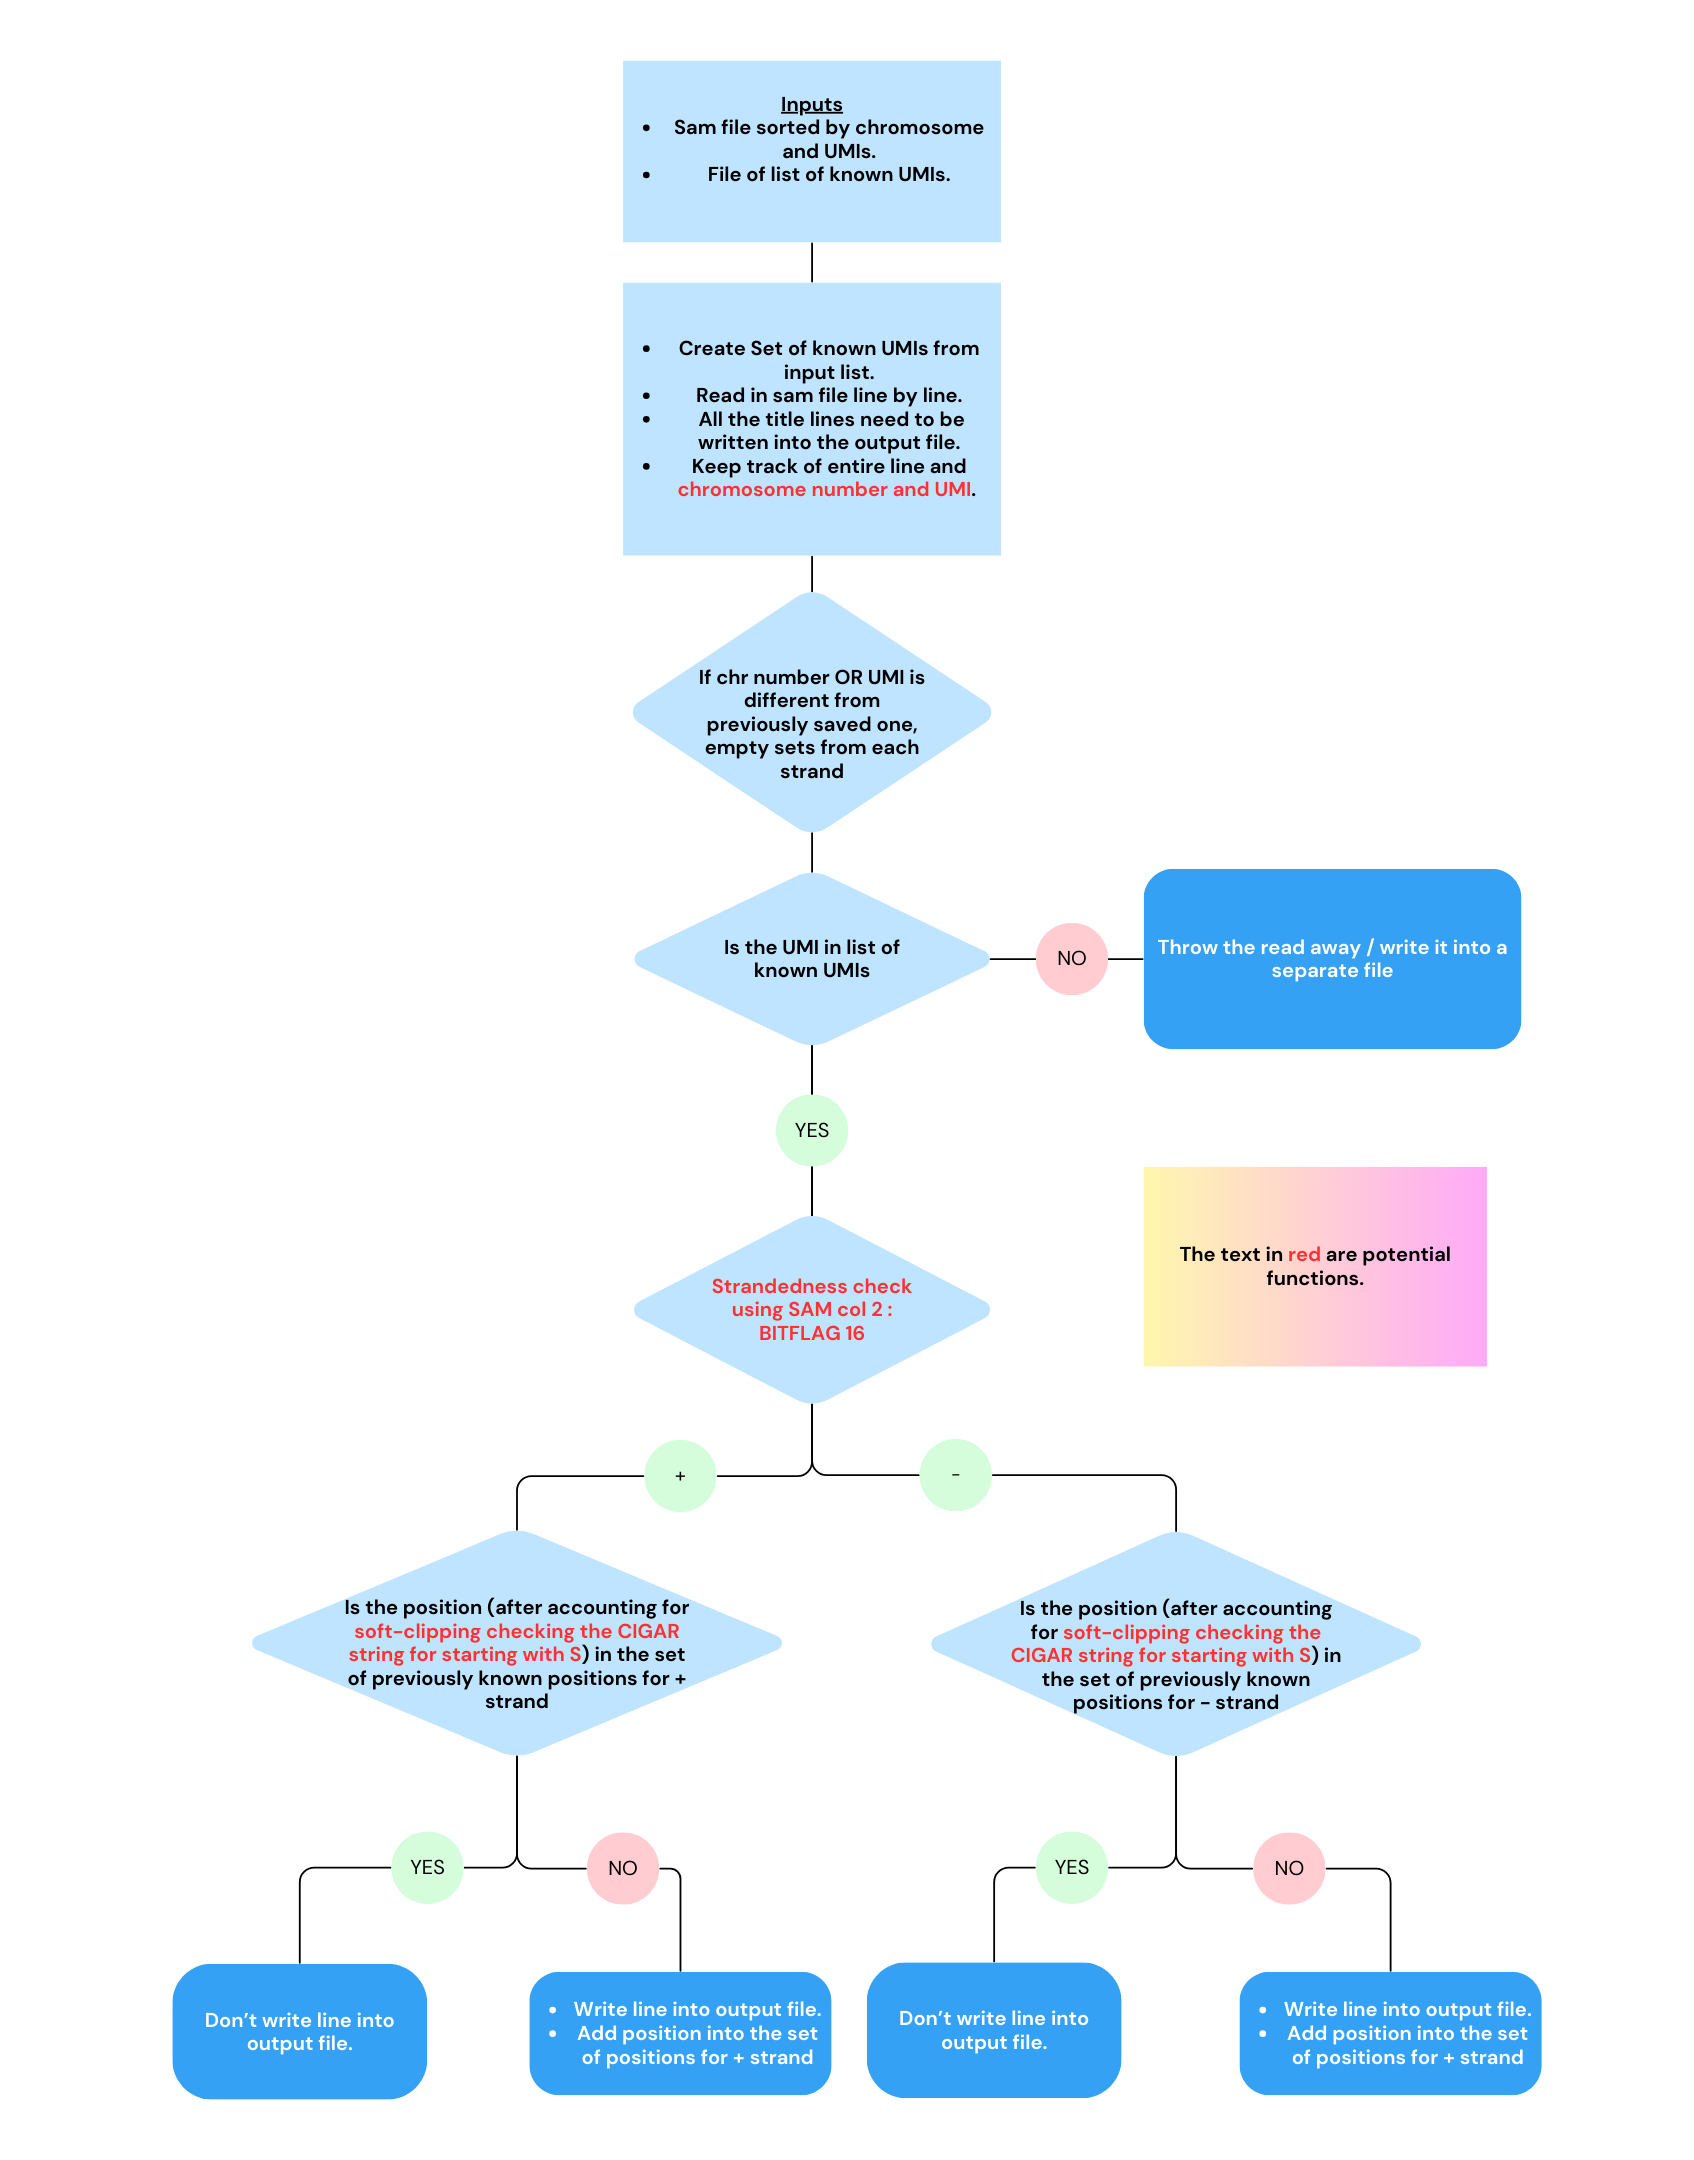 Inputs
• Sam file sorted by chromosome
and UMIs.
• File of list of known UMIs.
• Create Set of known UMIs from
input list.
• Read in sam file line by line.
• All the title lines need to be
written into the output file.
• Keep track of entire line and
chromosome number and UMI.
If chr number OR UMI is
different from
previously saved one,
empty sets from each
strand
Is the UMI in list of
known UMIs
NO
Throw the read away / write it into a
separate file
YES
The text in red are potential
functions.
Strandedness check
using SAM col 2 :
BITFLAG 16
+
-
Is the position (after accounting for
soft-clipping checking the CIGAR
string for starting with S) in the set
of previously known positions for +
strand
Is the position (after accounting
for soft-clipping checking the
CIGAR string for starting with S) in
the set of previously known
positions for - strand
YES
NO
YES
NO
Don't write line into
output file.
• Write line into output file.
• Add position into the set
of positions for + strand
Don't write line into
output file.
• Write line into output file.
• Add position into the set
of positions for + strand